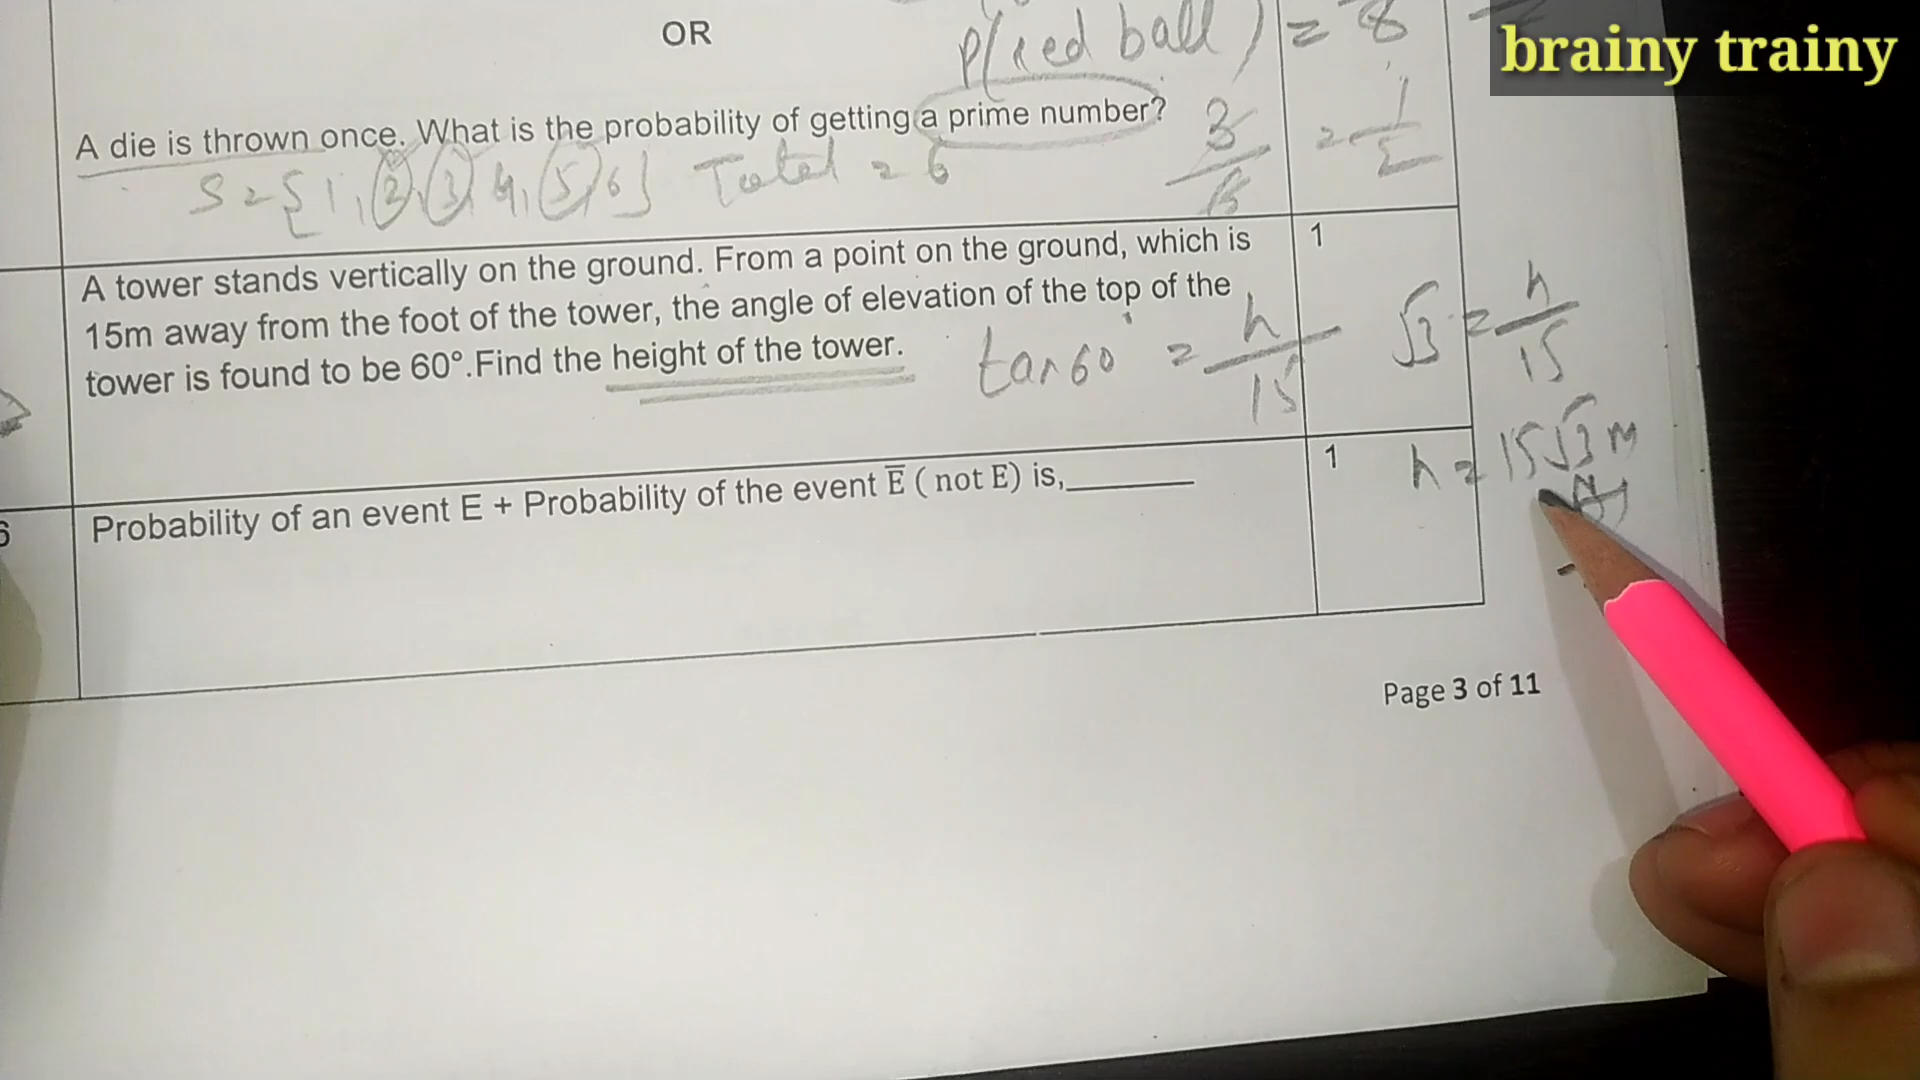 brainy trainy
OR
P(red ball) = 8
A die is thrown once. What is the probability of getting a prime number?
3/6 = 1/2
S = {1, 2, 3, 4, 5, 6} Total = 6
A tower stands vertically on the ground. From a point on the ground, which is
15m away from the foot of the tower, the angle of elevation of the top of the
tower is found to be 60°.Find the height of the tower.
1
tan 60° = h/15
√3 = h/15
h = 15√3 m
6
Probability of an event E + Probability of the event E̅ ( not E) is,_______
1
Page 3 of 11